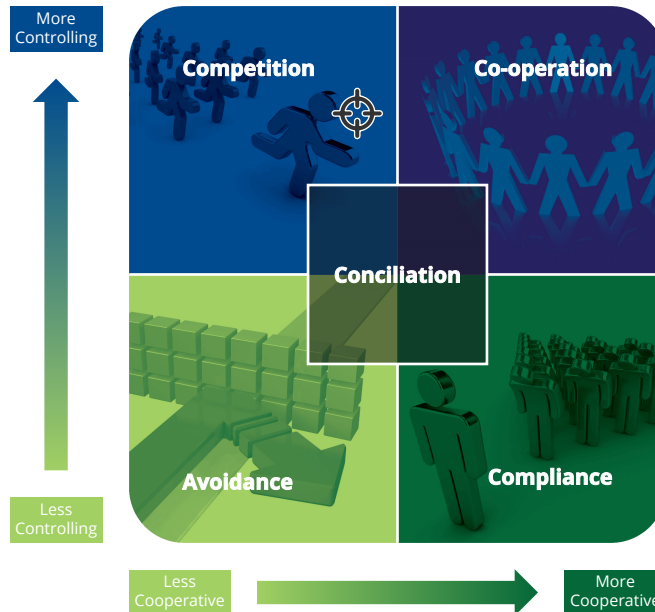 More
Controlling
Competition
Co-operation
Conciliation
Avoidance
Compliance
Less
Controlling
Less
Cooperative
More
Cooperative